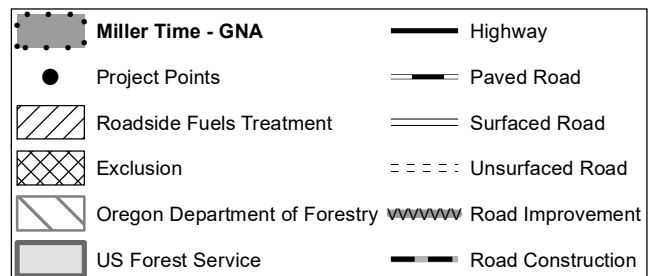 Miller Time - GNA
Project Points
Roadside Fuels Treatment
Exclusion
Oregon Department of Forestry
US Forest Service
Highway
Paved Road
Surfaced Road
Unsurfaced Road
Road Improvement
Road Construction